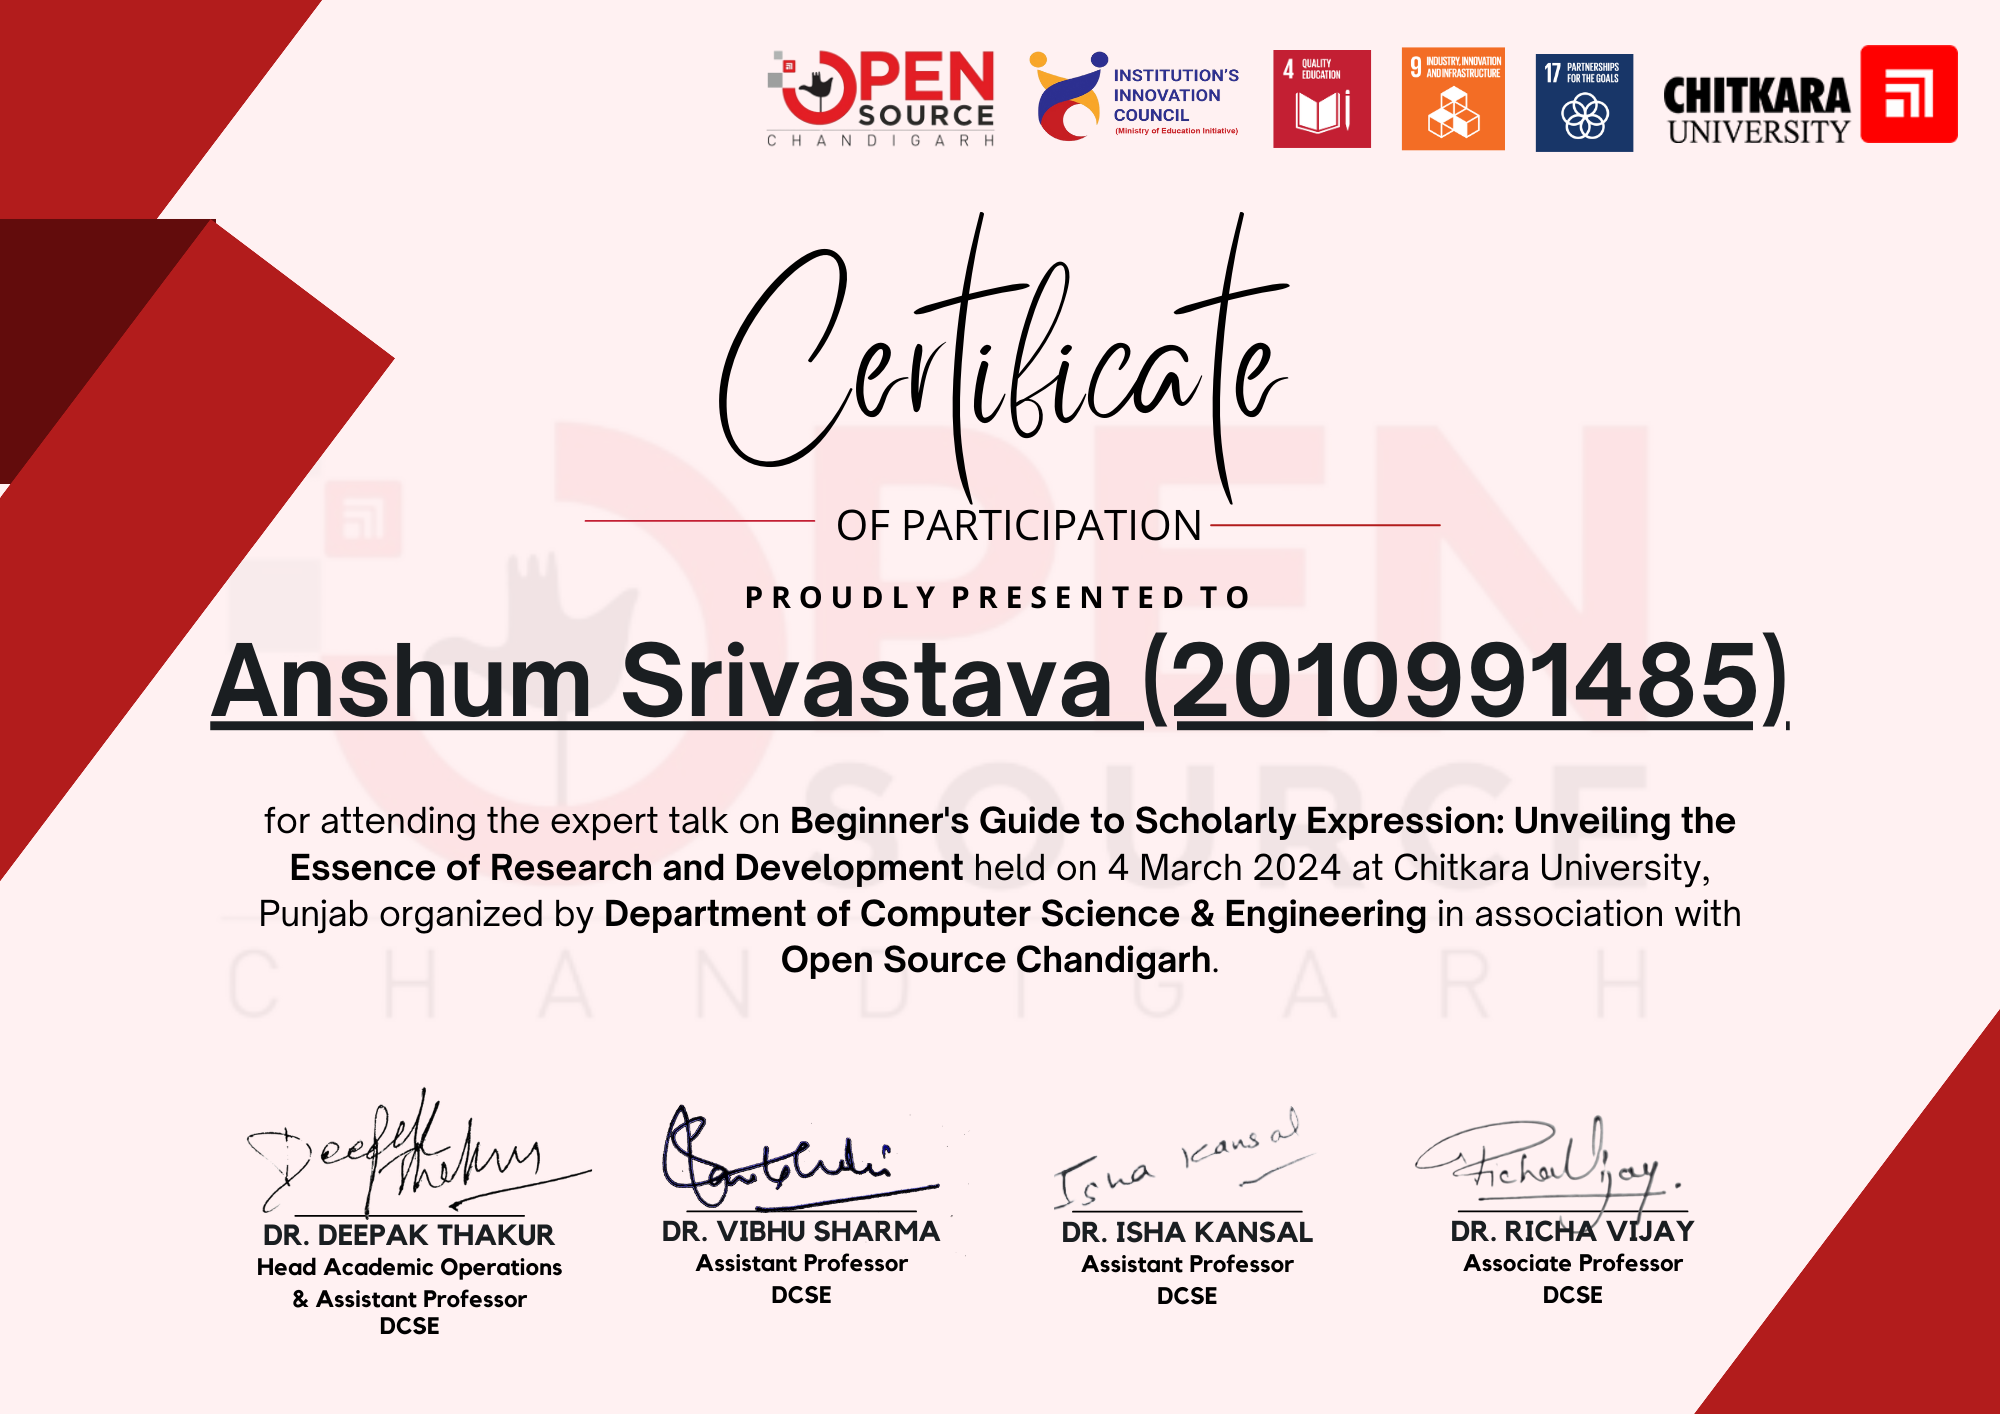 OPEN
SOURCE
CHANDIGARH
INSTITUTION'S
INNOVATION
COUNCIL
(Ministry of Education Initiative)
4 QUALITY
EDUCATION
9 INDUSTRY, INNOVATION
AND INFRASTRUCTURE
17 PARTNERSHIPS
FOR THE GOALS
CHITKARA
UNIVERSITY
Certificate
OF PARTICIPATION
PROUDLY PRESENTED TO
Anshum Srivastava (2010991485)
for attending the expert talk on Beginner's Guide to Scholarly Expression: Unveiling the
Essence of Research and Development held on 4 March 2024 at Chitkara University,
Punjab organized by Department of Computer Science & Engineering in association with
Open Source Chandigarh.
OPEN
SOURCE
CHANDIGARH
Deepak Thakur
Isha Kansal
Richa Vijay.
DR. DEEPAK THAKUR
Head Academic Operations
& Assistant Professor
DCSE
DR. VIBHU SHARMA
Assistant Professor
DCSE
DR. ISHA KANSAL
Assistant Professor
DCSE
DR. RICHA VIJAY
Associate Professor
DCSE